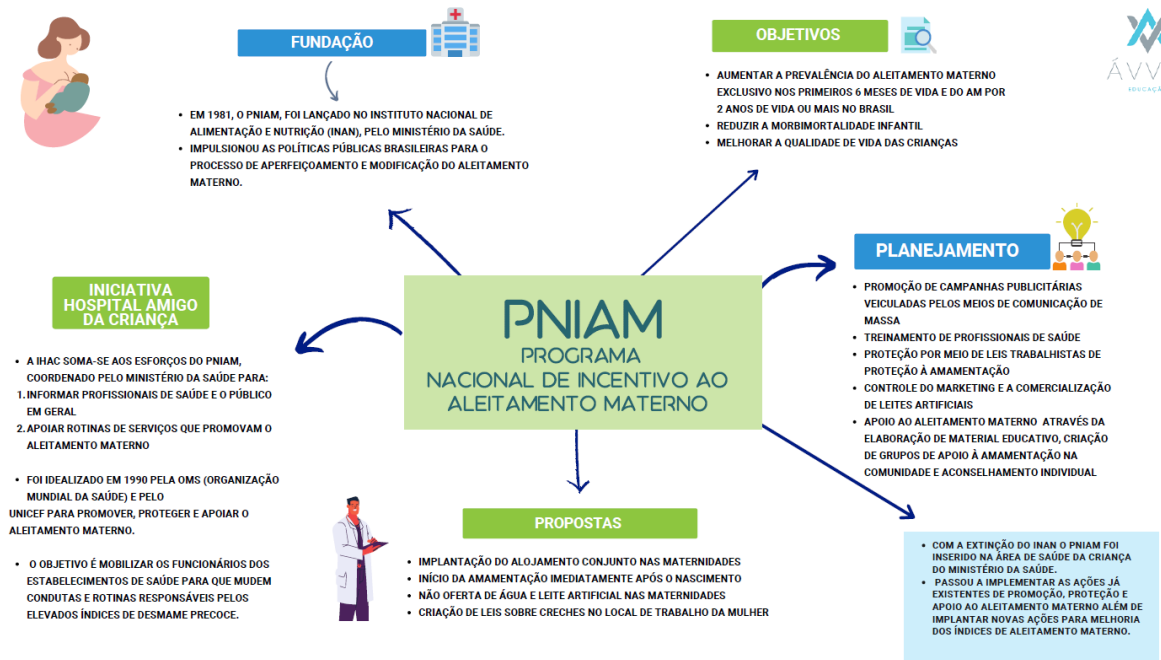 FUNDAÇÃO
• EM 1981, O PNIAM, FOI LANÇADO NO INSTITUTO NACIONAL DE
ALIMENTAÇÃO E NUTRIÇÃO (INAN), PELO MINISTÉRIO DA SAÚDE.
• IMPULSIONOU AS POLÍTICAS PÚBLICAS BRASILEIRAS PARA O
PROCESSO DE APERFEIÇOAMENTO E MODIFICAÇÃO DO ALEITAMENTO
MATERNO.
OBJETIVOS
• AUMENTAR A PREVALÊNCIA DO ALEITAMENTO MATERNO
EXCLUSIVO NOS PRIMEIROS 6 MESES DE VIDA E DO AM POR
2 ANOS DE VIDA OU MAIS NO BRASIL
• REDUZIR A MORBIMORTALIDADE INFANTIL
• MELHORAR A QUALIDADE DE VIDA DAS CRIANÇAS
PLANEJAMENTO
• PROMOÇÃO DE CAMPANHAS PUBLICITÁRIAS
VEICULADAS PELOS MEIOS DE COMUNICAÇÃO DE
MASSA
• TREINAMENTO DE PROFISSIONAIS DE SAÚDE
• PROTEÇÃO POR MEIO DE LEIS TRABALHISTAS DE
PROTEÇÃO À AMAMENTAÇÃO
• CONTROLE DO MARKETING E A COMERCIALIZAÇÃO
DE LEITES ARTIFICIAIS
• APOIO AO ALEITAMENTO MATERNO ATRAVÉS DA
ELABORAÇÃO DE MATERIAL EDUCATIVO, CRIAÇÃO
DE GRUPOS DE APOIO À AMAMENTAÇÃO NA
COMUNIDADE E ACONSELHAMENTO INDIVIDUAL
PNIAM
PROGRAMA
NACIONAL DE INCENTIVO AO
ALEITAMENTO MATERNO
INICIATIVA
HOSPITAL AMIGO
DA CRIANÇA
• A IHAC SOMA-SE AOS ESFORÇOS DO PNIAM,
COORDENADO PELO MINISTÉRIO DA SAÚDE PARA:
1. INFORMAR PROFISSIONAIS DE SAÚDE E O PÚBLICO
EM GERAL
2. APOIAR ROTINAS DE SERVIÇOS QUE PROMOVAM O
ALEITAMENTO MATERNO
• FOI IDEALIZADO EM 1990 PELA OMS (ORGANIZAÇÃO
MUNDIAL DA SAÚDE) E PELO
UNICEF PARA PROMOVER, PROTEGER E APOIAR O
ALEITAMENTO MATERNO.
• O OBJETIVO É MOBILIZAR OS FUNCIONÁRIOS DOS
ESTABELECIMENTOS DE SAÚDE PARA QUE MUDEM
CONDUTAS E ROTINAS RESPONSÁVEIS PELOS
ELEVADOS ÍNDICES DE DESMAME PRECOCE.
PROPOSTAS
• IMPLANTAÇÃO DO ALOJAMENTO CONJUNTO NAS MATERNIDADES
• INÍCIO DA AMAMENTAÇÃO IMEDIATAMENTE APÓS O NASCIMENTO
• NÃO OFERTA DE ÁGUA E LEITE ARTIFICIAL NAS MATERNIDADES
• CRIAÇÃO DE LEIS SOBRE CRECHES NO LOCAL DE TRABALHO DA MULHER
• COM A EXTINÇÃO DO INAN O PNIAM FOI
INSERIDO NA ÁREA DE SAÚDE DA CRIANÇA
DO MINISTÉRIO DA SAÚDE.
• PASSOU A IMPLEMENTAR AS AÇÕES JÁ
EXISTENTES DE PROMOÇÃO, PROTEÇÃO E
APOIO AO ALEITAMENTO MATERNO ALÉM DE
IMPLANTAR NOVAS AÇÕES PARA MELHORIA
DOS ÍNDICES DE ALEITAMENTO MATERNO.